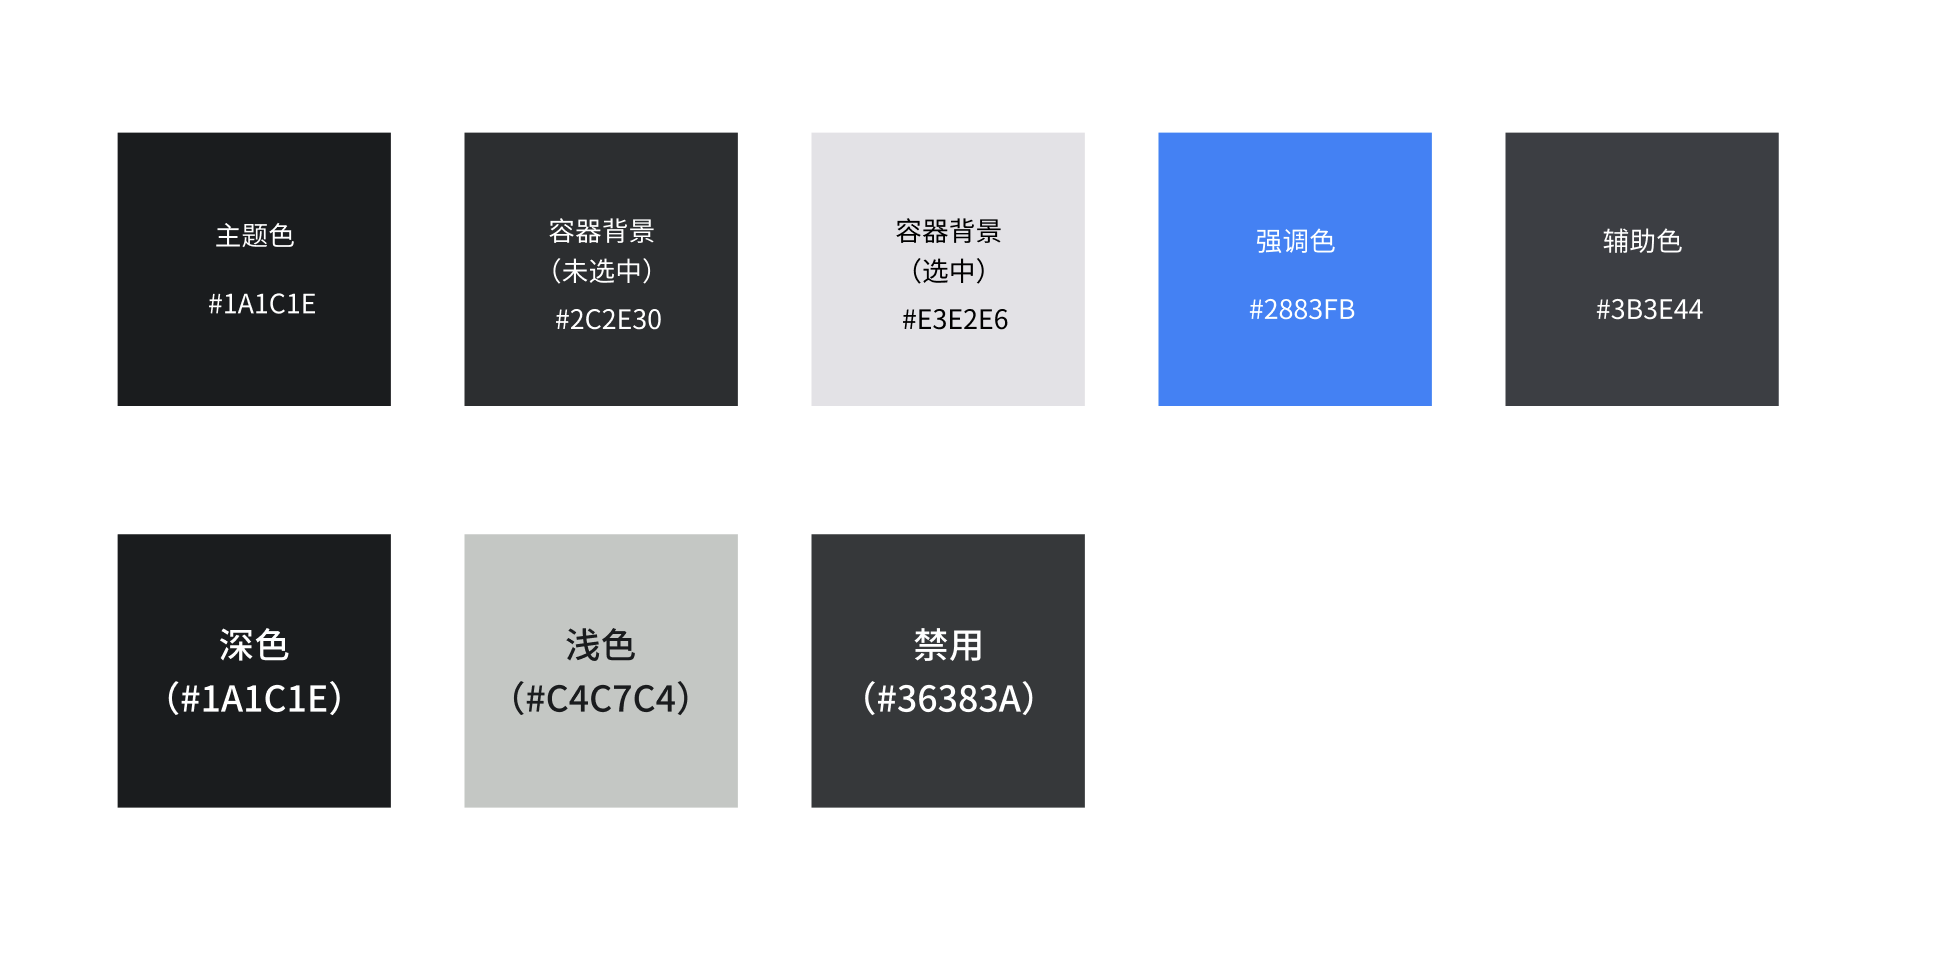 主题色
#1A1C1E
容器背景
（未选中）
#2C2E30
容器背景
（选中）
#E3E2E6
强调色
#2883FB
辅助色
#3B3E44
深色
（#1A1C1E）
浅色
（#C4C7C4）
禁用
（#36383A）